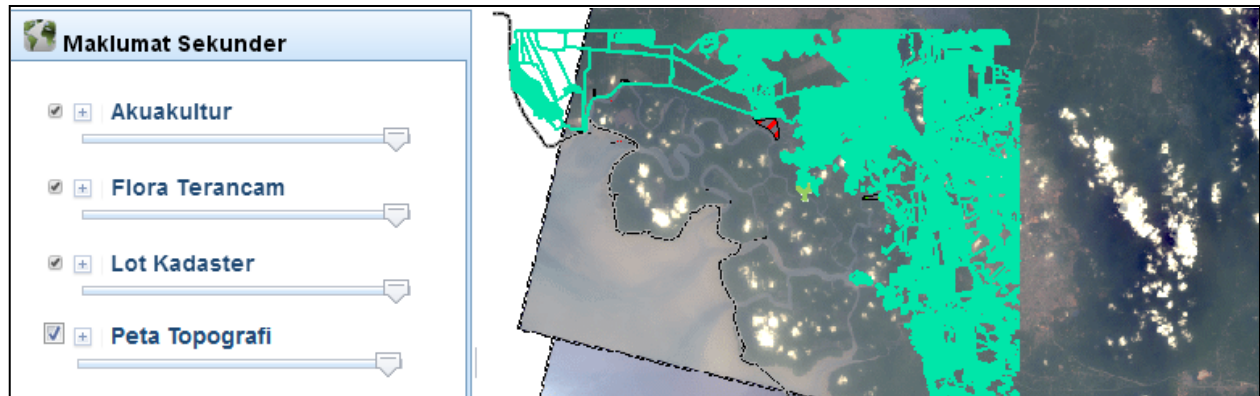 Maklumat Sekunder
Akuakultur
Flora Terancam
Lot Kadaster
Peta Topografi